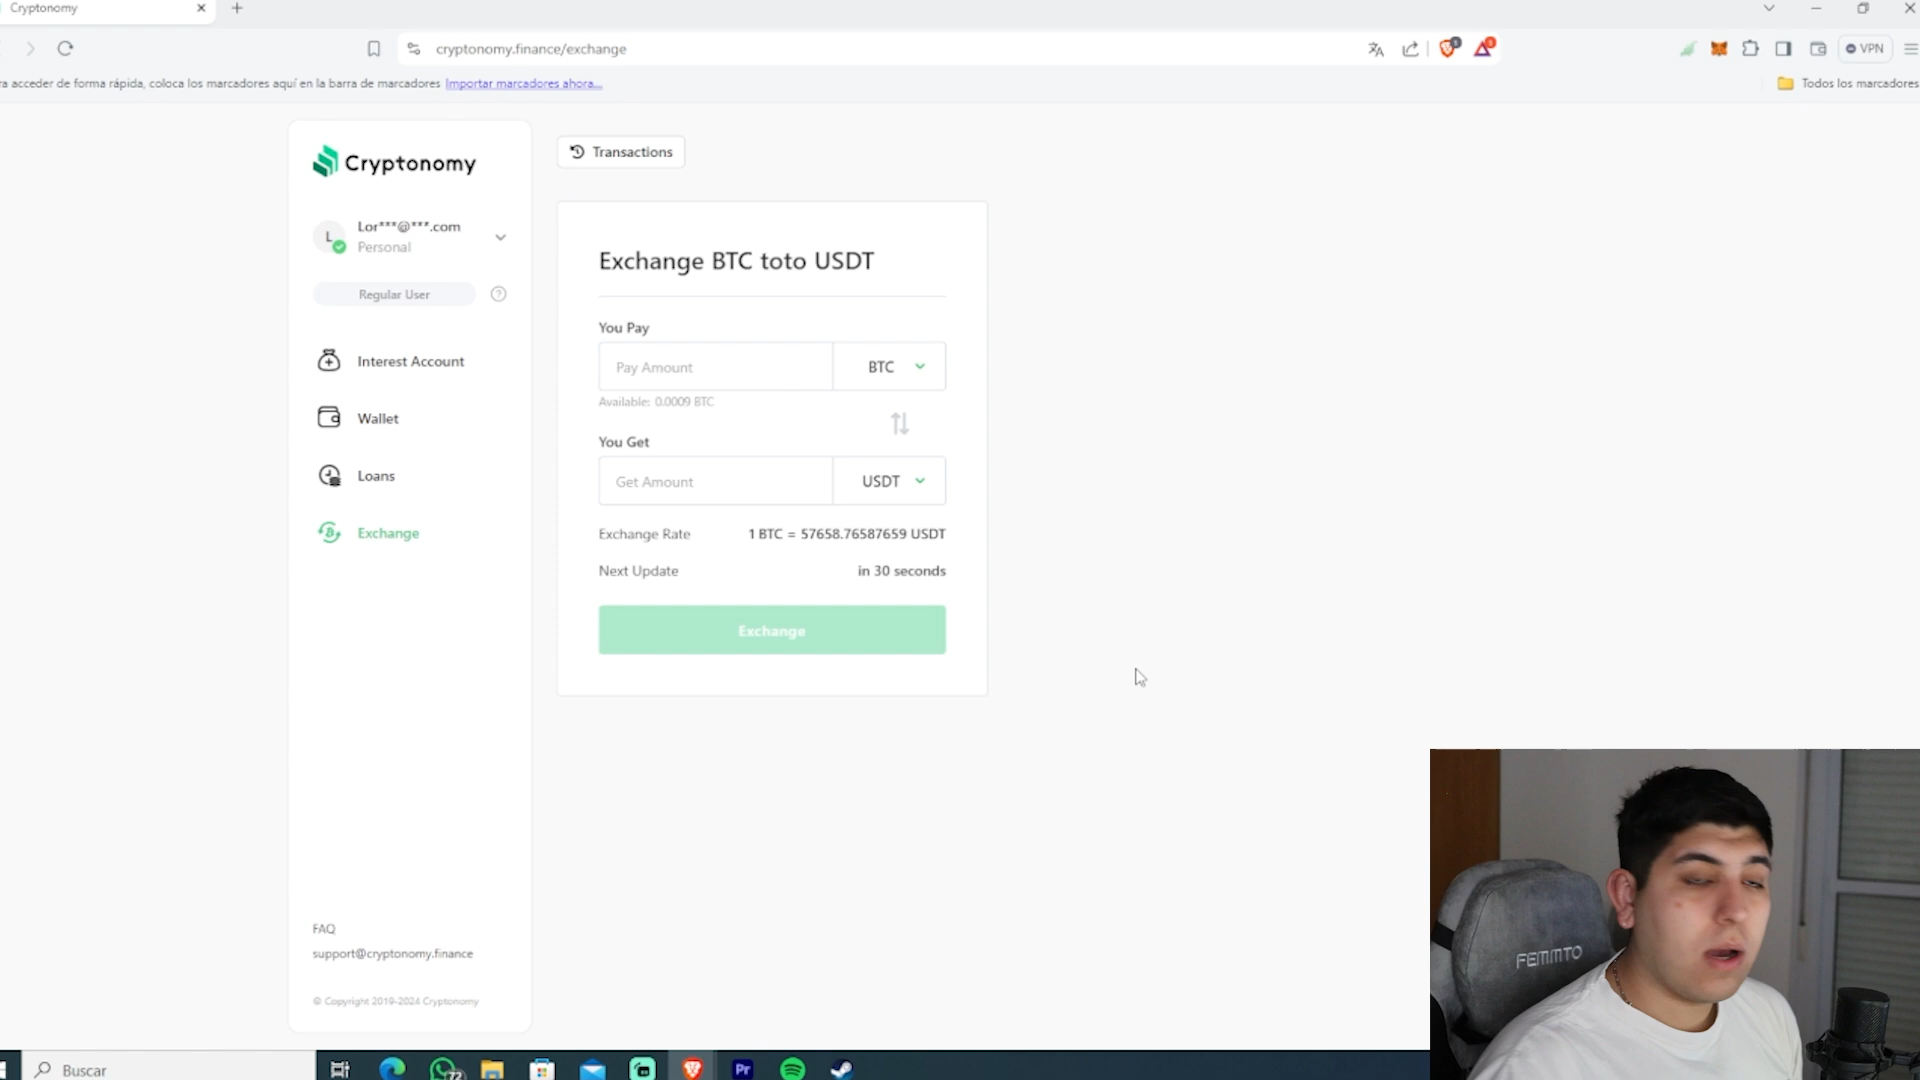 Cryptonomy
cryptonomy.finance/exchange
VPN
ra acceder de forma rápida, coloca los marcadores aquí en la barra de marcadores Importar marcadores ahora...
Todos los marcadores
Cryptonomy
L
Lor***@***.com
Personal
Regular User
Interest Account
Wallet
Loans
Exchange
FAQ
support@cryptonomy.finance
© Copyright 2019-2024 Cryptonomy
Transactions
Exchange BTC toto USDT
You Pay
Pay Amount
BTC
Available: 0.0009 BTC
You Get
Get Amount
USDT
Exchange Rate 1 BTC = 57658.76587659 USDT
Next Update in 30 seconds
Exchange
FEMMTO
Buscar
72
Pr